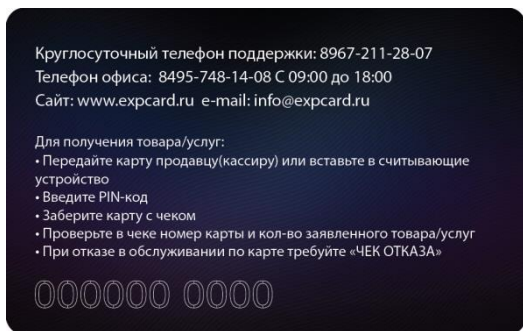 Круглосуточный телефон поддержки: 8967-211-28-07
Телефон офиса: 8495-748-14-08 С 09:00 до 18:00
Сайт: www.expcard.ru e-mail: info@expcard.ru
Для получения товара/услуг:
• Передайте карту продавцу(кассиру) или вставьте в считывающие
устройство
• Введите PIN-код
• Заберите карту с чеком
• Проверьте в чеке номер карты и кол-во заявленного товара/услуг
• При отказе в обслуживании по карте требуйте «ЧЕК ОТКАЗА»
000000 0000